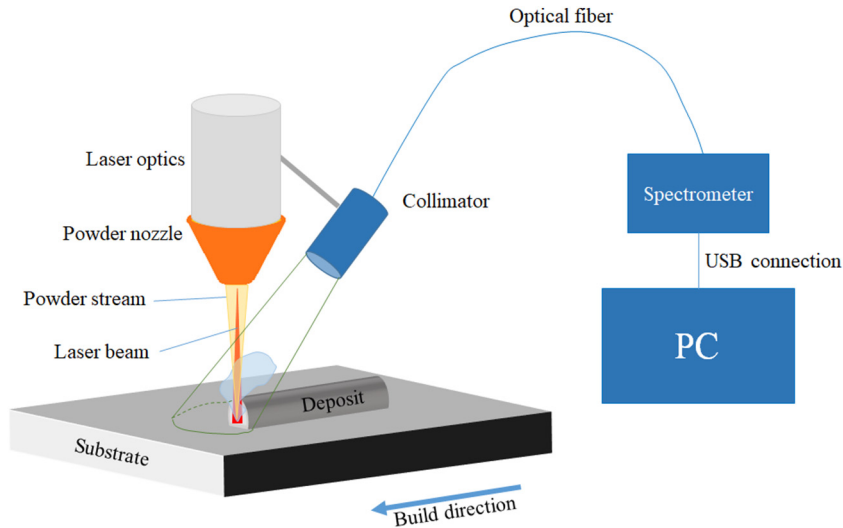 Optical fiber
Laser optics
Collimator
Spectrometer
Powder nozzle
USB connection
Powder stream
PC
Laser beam
Deposit
Substrate
Build direction